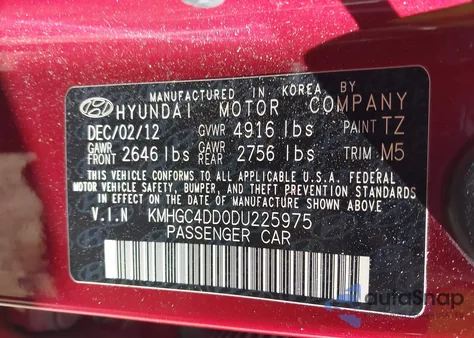 MANUFACTURED IN KOREA BY
HYUNDAI MOTOR COMPANY
DEC/02/12 GVWR 4916 lbs PAINT TZ
GAWR FRONT 2646 lbs GAWR REAR 2756 lbs TRIM M5
THIS VEHICLE CONFORMS TO ALL APPLICABLE U.S.A. FEDERAL
MOTOR VEHICLE SAFETY, BUMPER, AND THEFT PREVENTION STANDARDS
IN EFFECT ON THE DATE OF MANUFACTURE SHOWN ABOVE
V.I.N KMHGC4DD0DU225975
PASSENGER CAR
autoSnap